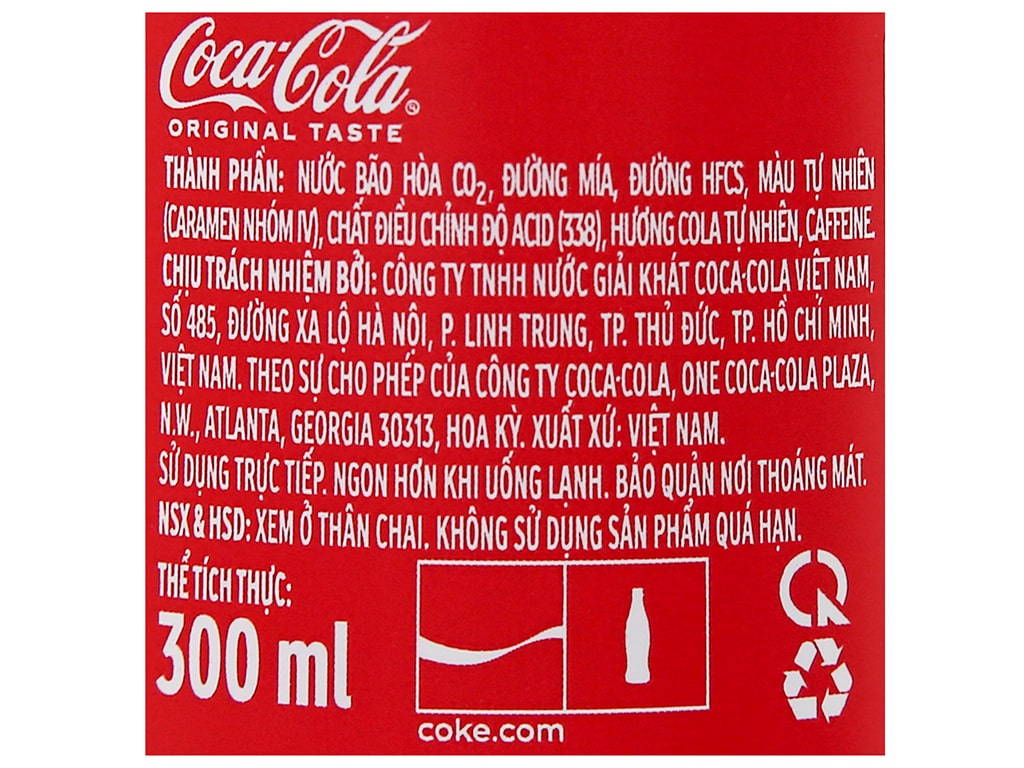 Coca-Cola®
ORIGINAL TASTE
THÀNH PHẦN: NƯỚC BÃO HÒA CO₂, ĐƯỜNG MÍA, ĐƯỜNG HFCS, MÀU TỰ NHIÊN
(CARAMEN NHÓM IV), CHẤT ĐIỀU CHỈNH ĐỘ ACID (338), HƯƠNG COLA TỰ NHIÊN, CAFFEINE.
CHỊU TRÁCH NHIỆM BỞI: CÔNG TY TNHH NƯỚC GIẢI KHÁT COCA-COLA VIỆT NAM,
SỐ 485, ĐƯỜNG XA LỘ HÀ NỘI, P. LINH TRUNG, TP. THỦ ĐỨC, TP. HỒ CHÍ MINH,
VIỆT NAM. THEO SỰ CHO PHÉP CỦA CÔNG TY COCA-COLA, ONE COCA-COLA PLAZA,
N.W., ATLANTA, GEORGIA 30313, HOA KỲ. XUẤT XỨ: VIỆT NAM.
SỬ DỤNG TRỰC TIẾP. NGON HƠN KHI UỐNG LẠNH. BẢO QUẢN NƠI THOÁNG MÁT.
NSX & HSD: XEM Ở THÂN CHAI. KHÔNG SỬ DỤNG SẢN PHẨM QUÁ HẠN.
THỂ TÍCH THỰC:
300 ml
coke.com